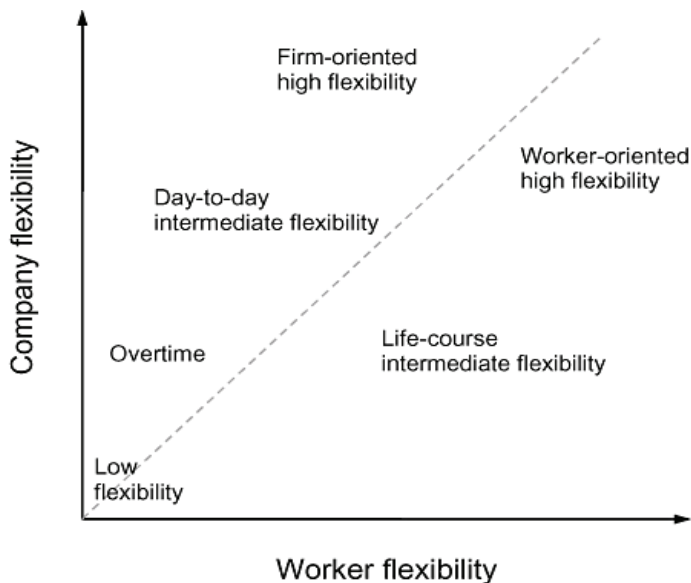 Firm-oriented
high flexibility
Worker-oriented
high flexibility
Day-to-day
intermediate flexibility
Company flexibility
Overtime
Life-course
intermediate flexibility
Low
flexibility
Worker flexibility